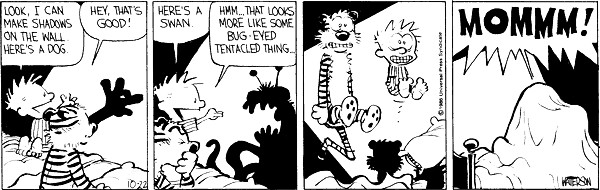 LOOK, I CAN
MAKE SHADOWS
ON THE WALL.
HERE'S A DOG.
HEY, THAT'S
GOOD!
10·22
HERE'S A
SWAN.
HMM,, THAT LOOKS
MORE LIKE SOME
BUG-EYED
TENTACLED THING...
© 1986 Universal Press Syndicate
MOMMM!
WATTERSON